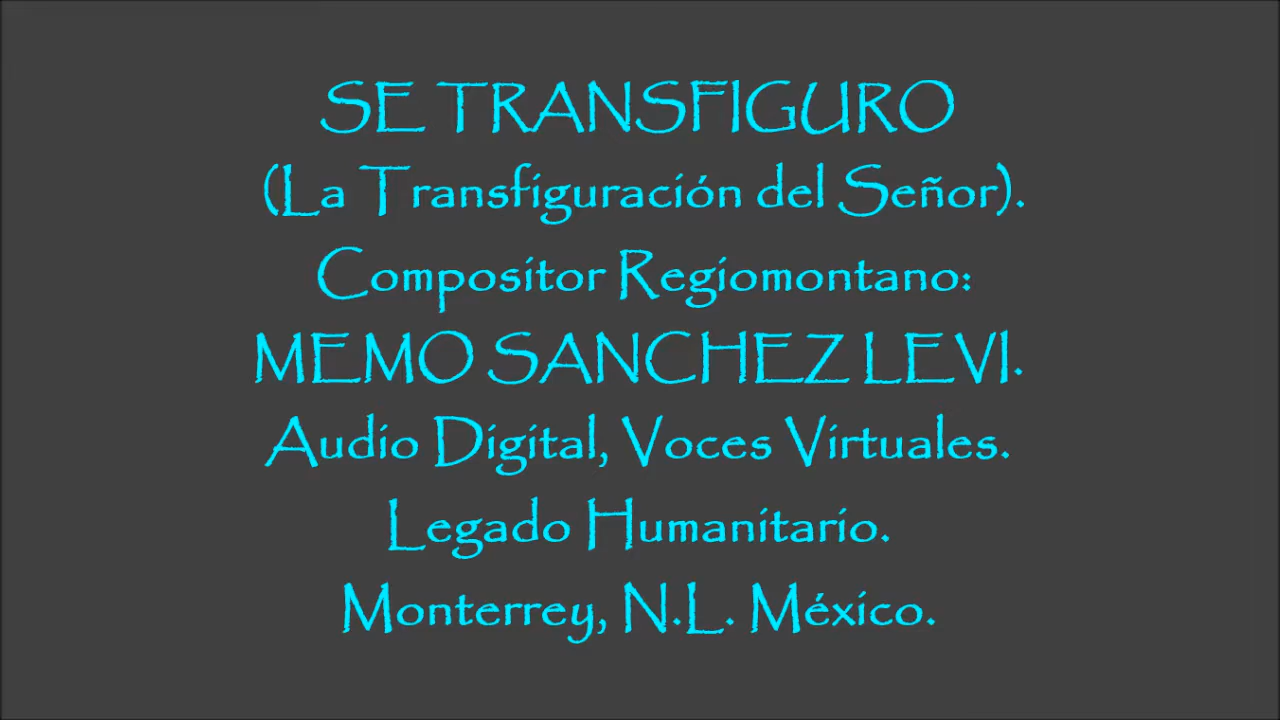 SE TRANSFIGURO
(La Transfiguración del Señor).
Compositor Regiomontano:
MEMO SANCHEZ LEVI.
Audio Digital, Voces Virtuales.
Legado Humanitario.
Monterrey, N.L. México.